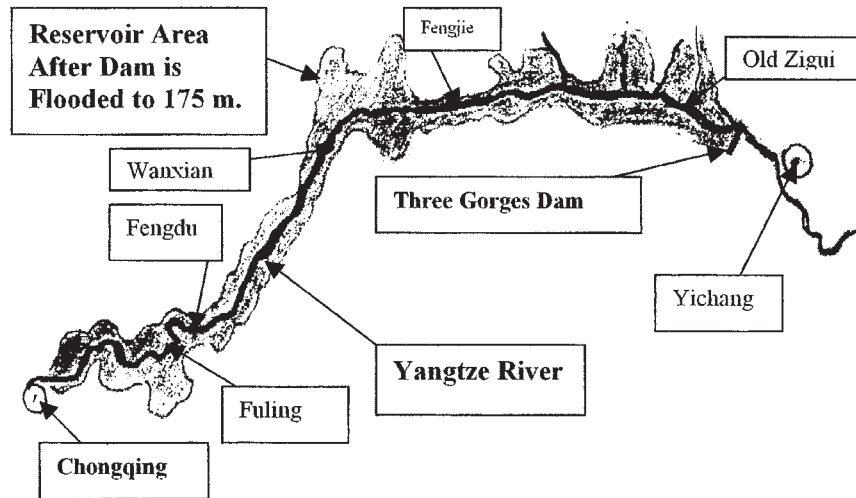 Reservoir Area
After Dam is
Flooded to 175 m.
Fengjie
Old Zigui
Wanxian
Three Gorges Dam
Fengdu
Yichang
Yangtze River
Fuling
Chongqing